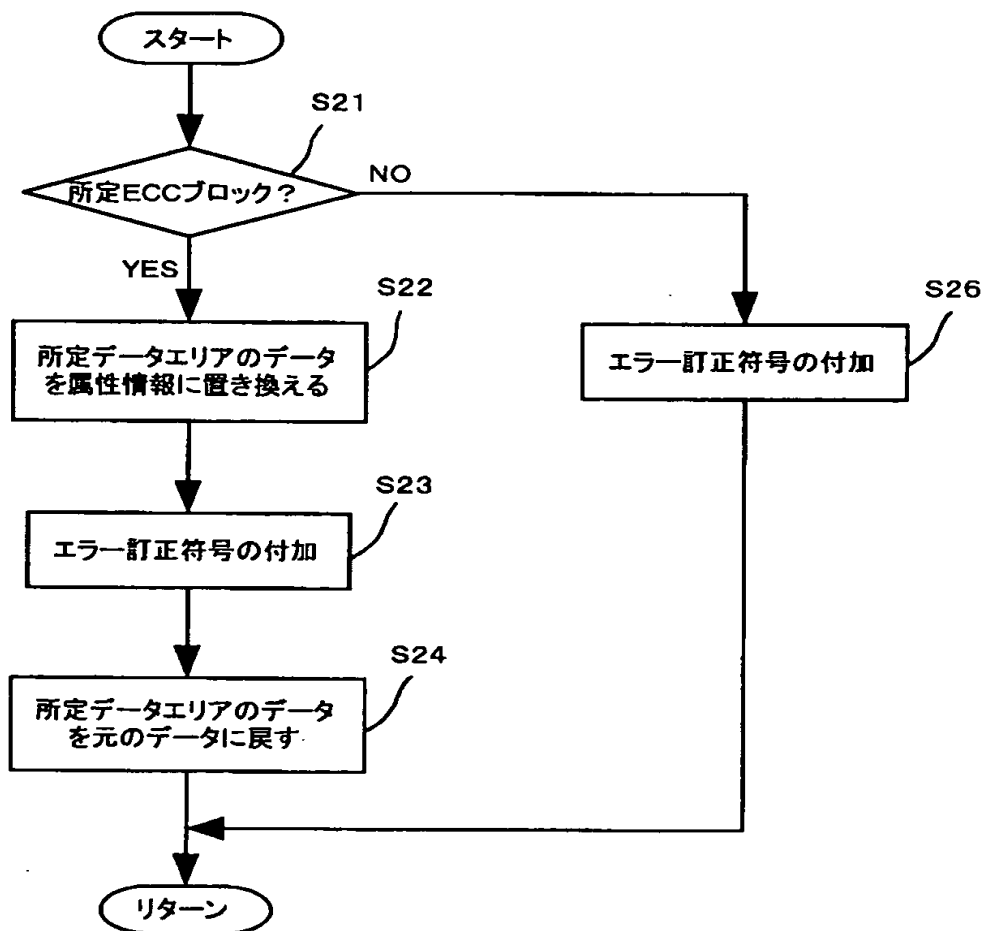 スタート
S21
所定ECCブロック？
NO
YES
S22
所定データエリアのデータ
を属性情報に置き換える
S26
エラー訂正符号の付加
S23
エラー訂正符号の付加
S24
所定データエリアのデータ
を元のデータに戻す
リターン